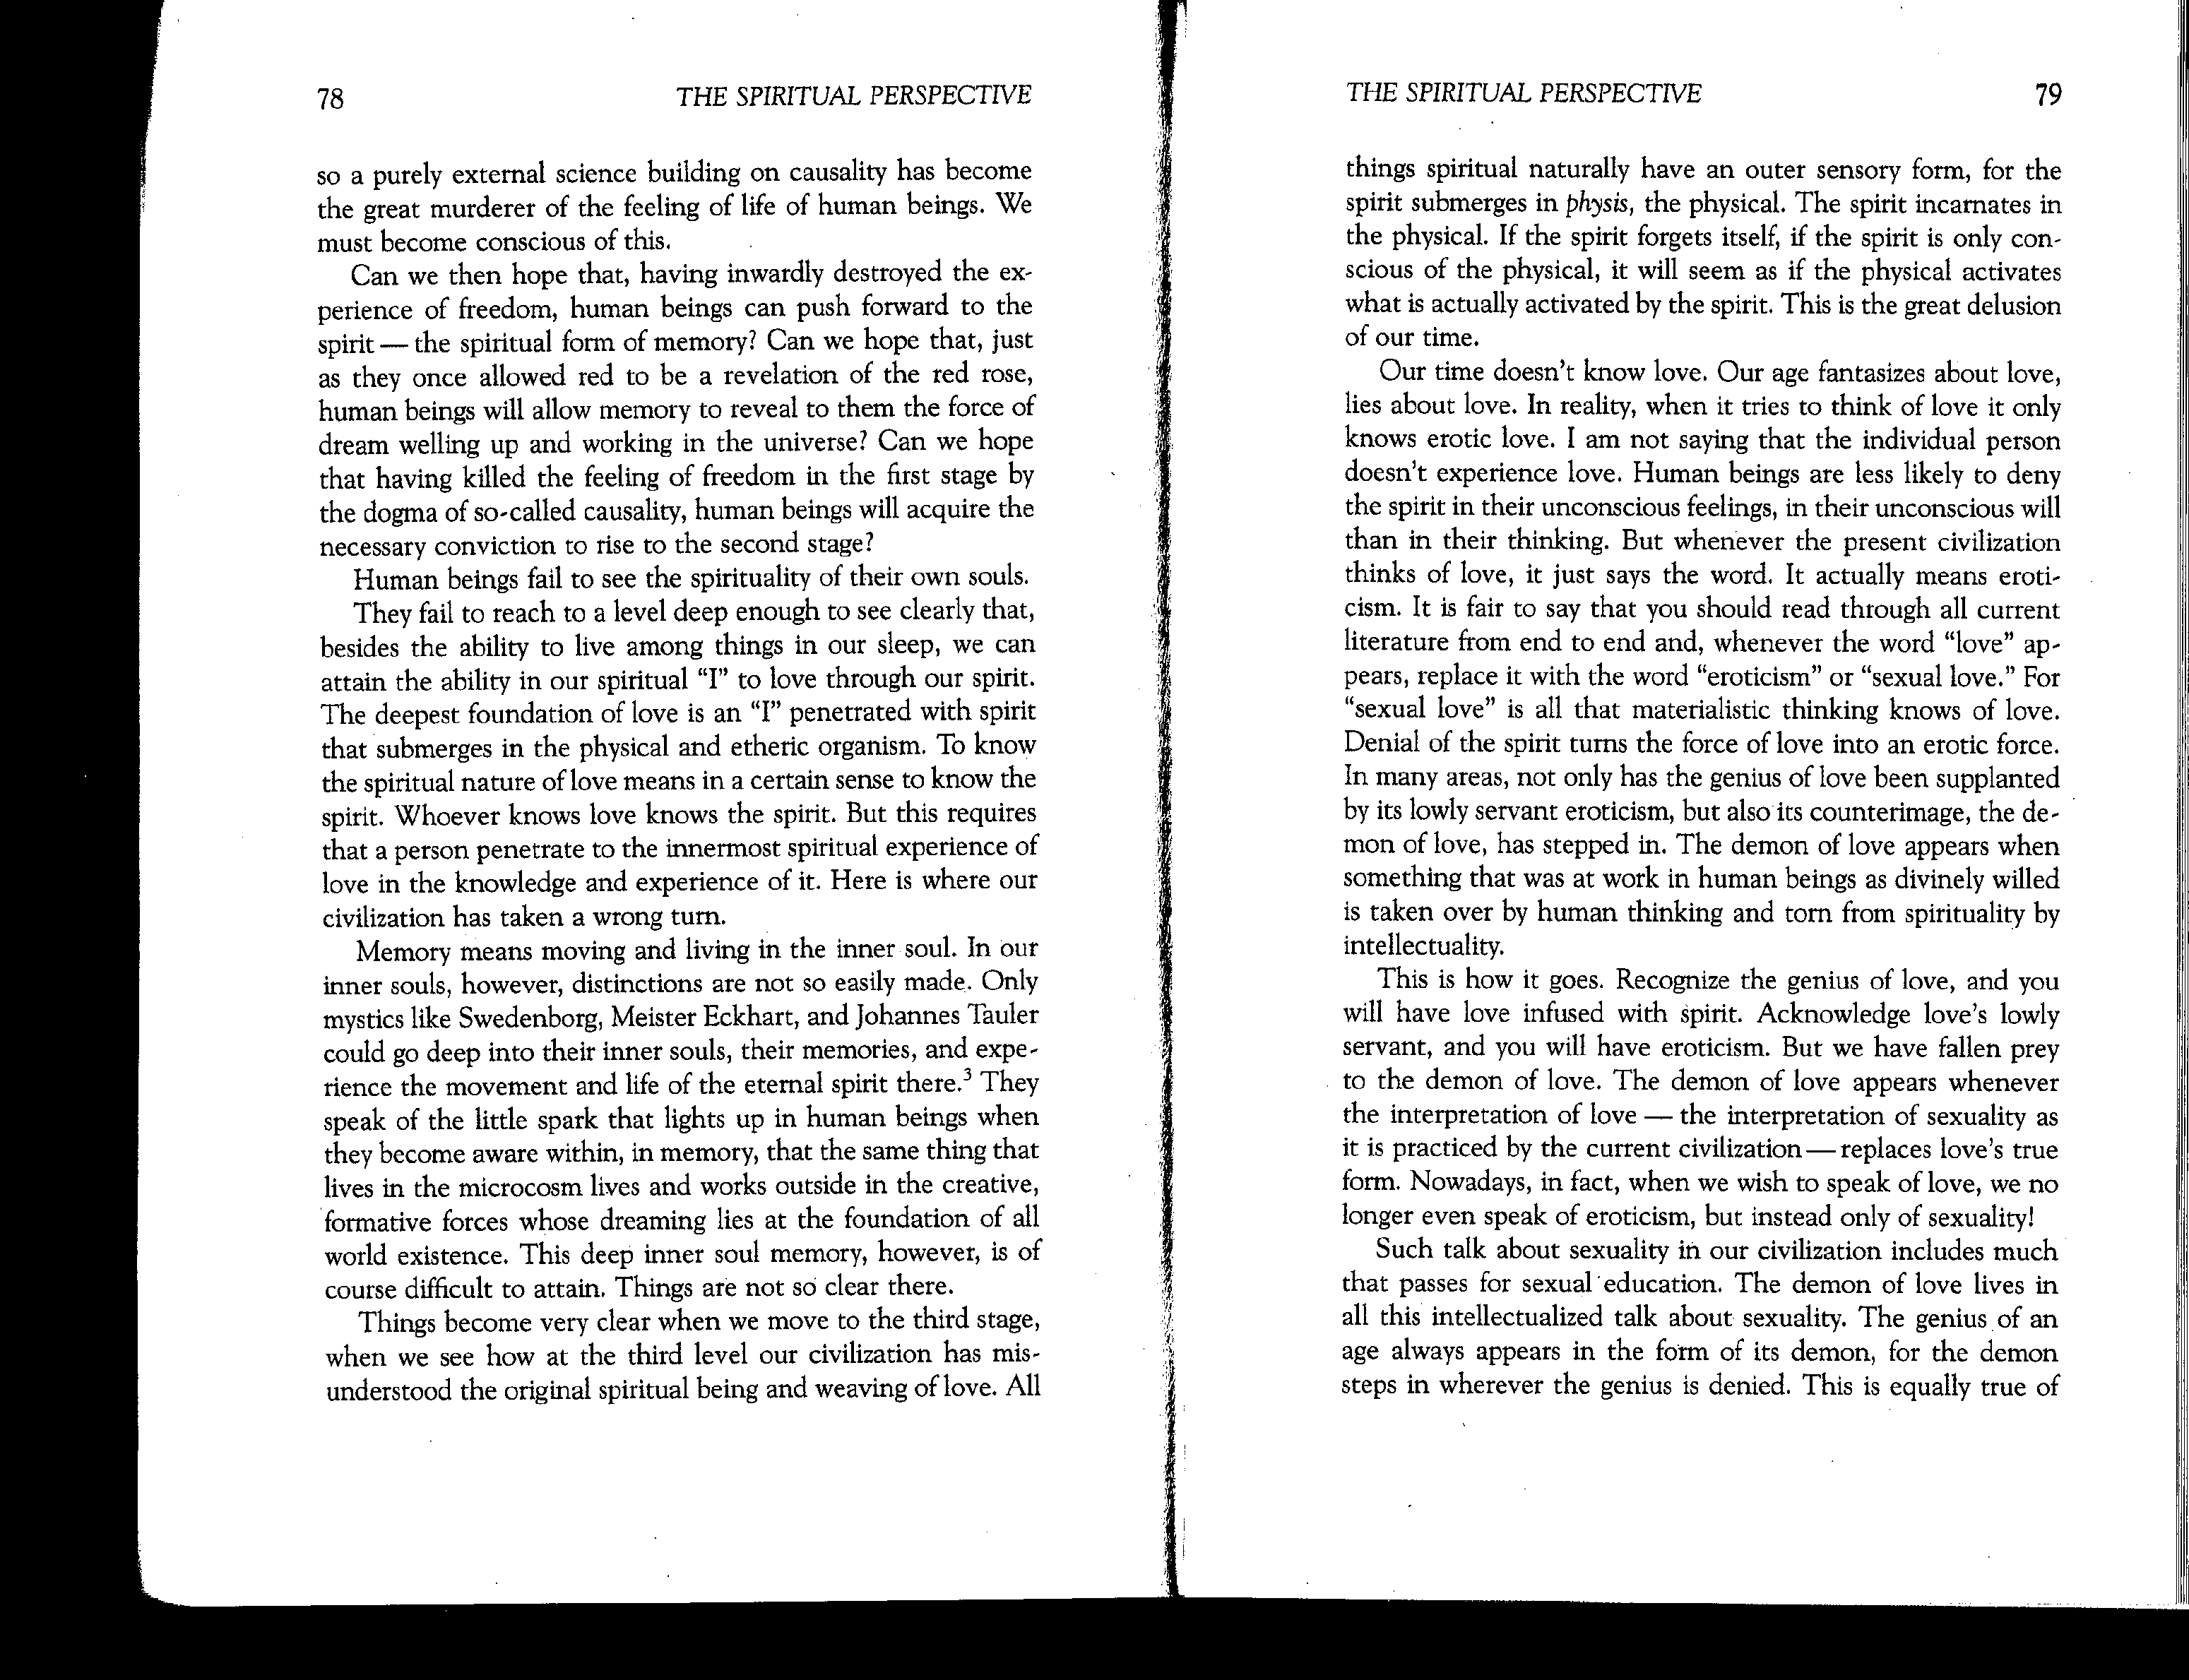 78 THE SPIRITUAL PERSPECTIVE
so a purely external science building on causality has become
the great murderer of the feeling of life of human beings. We
must become conscious of this.
Can we then hope that, having inwardly destroyed the ex-
perience of freedom, human beings can push forward to the
spirit — the spiritual form of memory? Can we hope that, just
as they once allowed red to be a revelation of the red rose,
human beings will allow memory to reveal to them the force of
dream welling up and working in the universe? Can we hope
that having killed the feeling of freedom in the first stage by
the dogma of so-called causality, human beings will acquire the
necessary conviction to rise to the second stage?
Human beings fail to see the spirituality of their own souls.
They fail to reach to a level deep enough to see clearly that,
besides the ability to live among things in our sleep, we can
attain the ability in our spiritual “I” to love through our spirit.
The deepest foundation of love is an “I” penetrated with spirit
that submerges in the physical and etheric organism. To know
the spiritual nature of love means in a certain sense to know the
spirit. Whoever knows love knows the spirit. But this requires
that a person penetrate to the innermost spiritual experience of
love in the knowledge and experience of it. Here is where our
civilization has taken a wrong turn.
Memory means moving and living in the inner soul. In our
inner souls, however, distinctions are not so easily made. Only
mystics like Swedenborg, Meister Eckhart, and Johannes Tauler
could go deep into their inner souls, their memories, and expe-
rience the movement and life of the eternal spirit there.³ They
speak of the little spark that lights up in human beings when
they become aware within, in memory, that the same thing that
lives in the microcosm lives and works outside in the creative,
formative forces whose dreaming lies at the foundation of all
world existence. This deep inner soul memory, however, is of
course difficult to attain. Things are not so clear there.
Things become very clear when we move to the third stage,
when we see how at the third level our civilization has mis-
understood the original spiritual being and weaving of love. All
THE SPIRITUAL PERSPECTIVE 79
things spiritual naturally have an outer sensory form, for the
spirit submerges in physis, the physical. The spirit incarnates in
the physical. If the spirit forgets itself, if the spirit is only con-
scious of the physical, it will seem as if the physical activates
what is actually activated by the spirit. This is the great delusion
of our time.
Our time doesn't know love. Our age fantasizes about love,
lies about love. In reality, when it tries to think of love it only
knows erotic love. I am not saying that the individual person
doesn't experience love. Human beings are less likely to deny
the spirit in their unconscious feelings, in their unconscious will
than in their thinking. But whenever the present civilization
thinks of love, it just says the word. It actually means eroti-
cism. It is fair to say that you should read through all current
literature from end to end and, whenever the word “love” ap-
pears, replace it with the word “eroticism” or “sexual love.” For
“sexual love” is all that materialistic thinking knows of love.
Denial of the spirit turns the force of love into an erotic force.
In many areas, not only has the genius of love been supplanted
by its lowly servant eroticism, but also its counterimage, the de-
mon of love, has stepped in. The demon of love appears when
something that was at work in human beings as divinely willed
is taken over by human thinking and torn from spirituality by
intellectuality.
This is how it goes. Recognize the genius of love, and you
will have love infused with spirit. Acknowledge love's lowly
servant, and you will have eroticism. But we have fallen prey
to the demon of love. The demon of love appears whenever
the interpretation of love — the interpretation of sexuality as
it is practiced by the current civilization — replaces love's true
form. Nowadays, in fact, when we wish to speak of love, we no
longer even speak of eroticism, but instead only of sexuality!
Such talk about sexuality in our civilization includes much
that passes for sexual education. The demon of love lives in
all this intellectualized talk about sexuality. The genius of an
age always appears in the form of its demon, for the demon
steps in wherever the genius is denied. This is equally true of